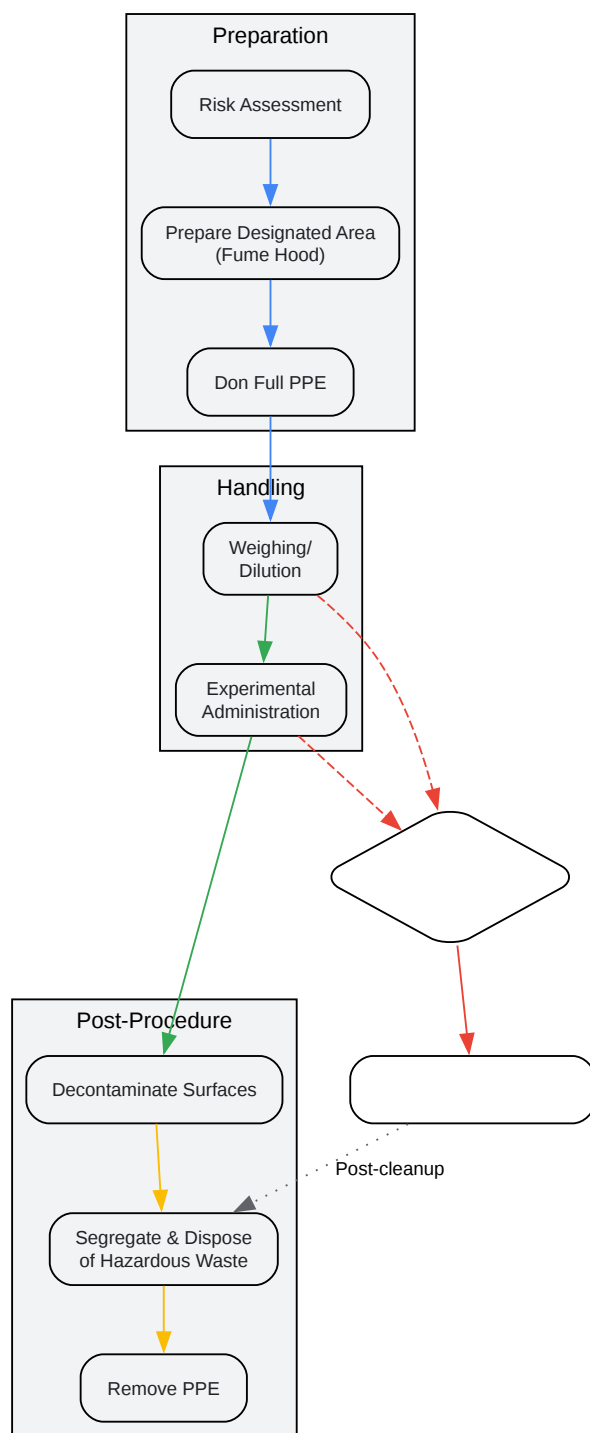 Preparation
Risk Assessment
Prepare Designated Area
(Fume Hood)
Don Full PPE
Handling
Weighing/
Dilution
Experimental
Administration
Post-Procedure
Decontaminate Surfaces
Post-cleanup
Segregate & Dispose
of Hazardous Waste
Remove PPE